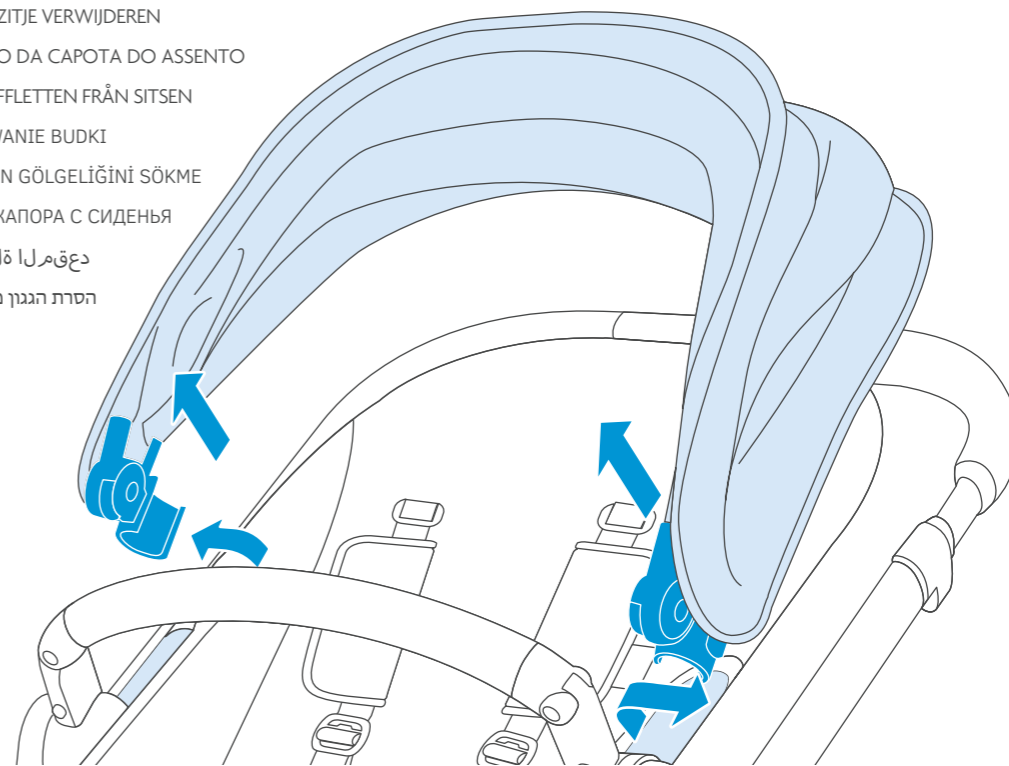 ZITJE VERWIJDEREN
O DA CAPOTA DO ASSENTO
FFLETTEN FRÅN SITSEN
WANIE BUDKI
N GÖLGELİĞİNİ SÖKME
КАПОРА С СИДЕНЬЯ
دعقملا
הסרת הגגון